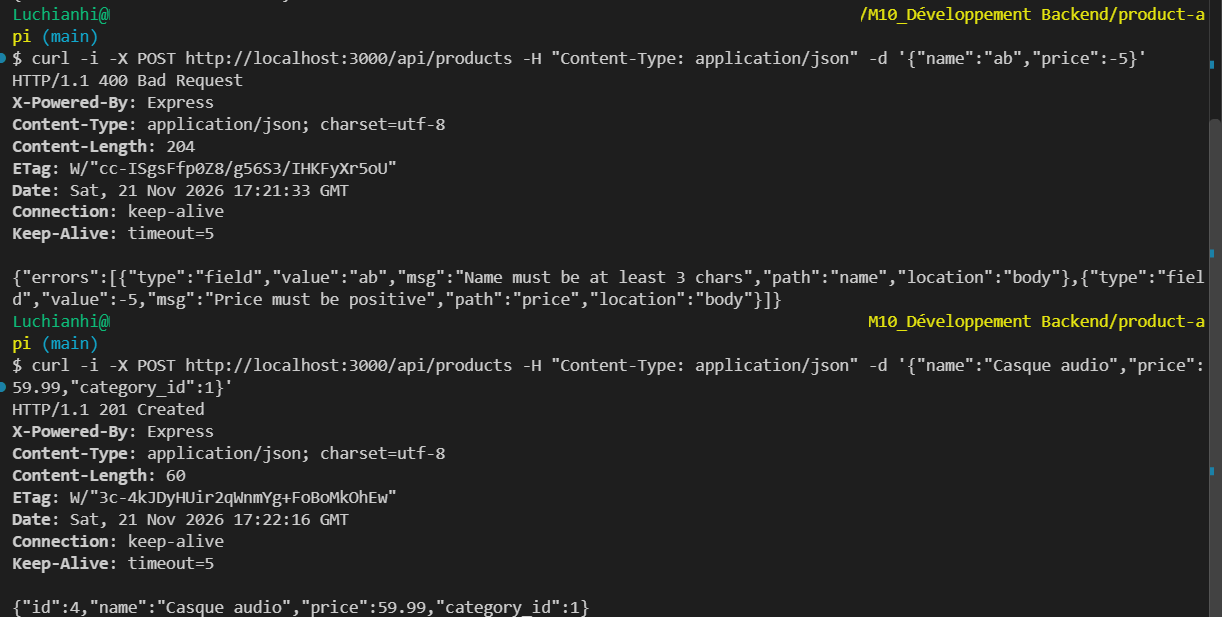 Luchianhi@ /M10_Développement Backend/product-a
pi (main)
$ curl -i -X POST http://localhost:3000/api/products -H "Content-Type: application/json" -d '{"name":"ab","price":-5}'
HTTP/1.1 400 Bad Request
X-Powered-By: Express
Content-Type: application/json; charset=utf-8
Content-Length: 204
ETag: W/"cc-ISgsFfp0Z8/g56S3/IHKFyXr5oU"
Date: Sat, 21 Nov 2026 17:21:33 GMT
Connection: keep-alive
Keep-Alive: timeout=5
{"errors":[{"type":"field","value":"ab","msg":"Name must be at least 3 chars","path":"name","location":"body"},{"type":"fiel
d","value":-5,"msg":"Price must be positive","path":"price","location":"body"}]}
Luchianhi@ M10_Développement Backend/product-a
pi (main)
$ curl -i -X POST http://localhost:3000/api/products -H "Content-Type: application/json" -d '{"name":"Casque audio","price":
59.99,"category_id":1}'
HTTP/1.1 201 Created
X-Powered-By: Express
Content-Type: application/json; charset=utf-8
Content-Length: 60
ETag: W/"3c-4kJDyHUir2qWnmYg+FoBoMkOhEw"
Date: Sat, 21 Nov 2026 17:22:16 GMT
Connection: keep-alive
Keep-Alive: timeout=5
{"id":4,"name":"Casque audio","price":59.99,"category_id":1}